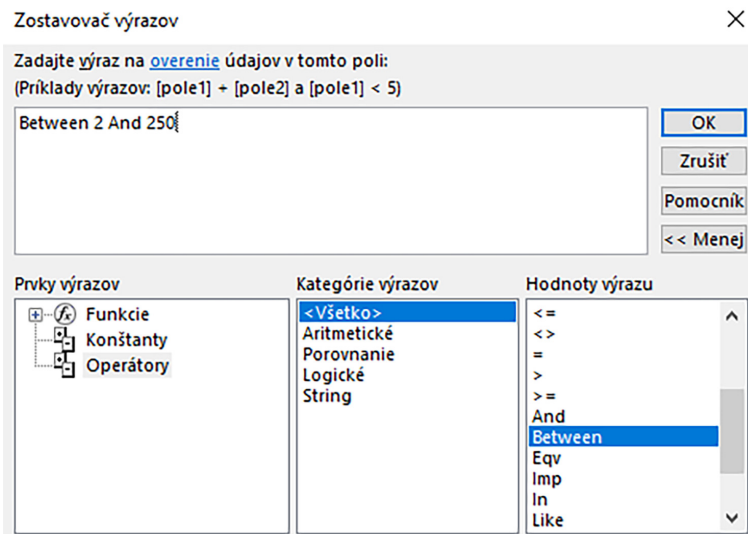 Zostavovač výrazov
Zadajte výraz na overenie údajov v tomto poli:
(Príklady výrazov: [pole1] + [pole2] a [pole1] < 5)
Between 2 And 250
OK
Zrušiť
Pomocník
<< Menej
Prvky výrazov
Funkcie
Konštanty
Operátory
Kategórie výrazov
<Všetko>
Aritmetické
Porovnanie
Logické
String
Hodnoty výrazu
<=
<>
=
>
>=
And
Between
Eqv
Imp
In
Like